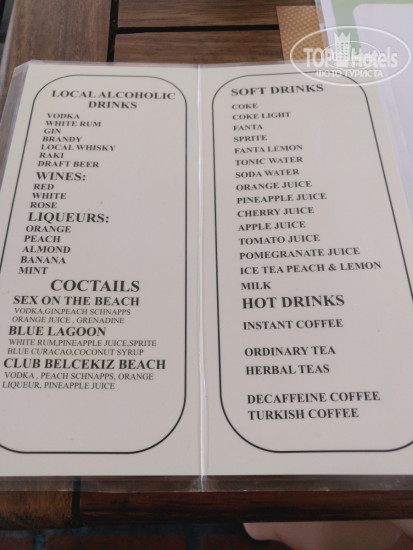 TOP Hotels
ФОТО ТУРИСТА
LOCAL ALCOHOLIC
DRINKS
VODKA
WHITE RUM
GIN
BRANDY
LOCAL WHISKY
RAKI
DRAFT BEER
WINES:
RED
WHITE
ROSE
LIQUEURS:
ORANGE
PEACH
ALMOND
BANANA
MINT
COCTAILS
SEX ON THE BEACH
VODKA,GIN,PEACH SCHNAPPS
ORANGE JUICE , GRENADINE
BLUE LAGOON
WHITE RUM,PINEAPPLE JUICE,SPRITE
BLUE CURACAO,COCONUT SYRUP
CLUB BELCEKIZ BEACH
VODKA , PEACH SCHNAPPS, ORANGE
LIQUEUR, PINEAPPLE JUICE
SOFT DRINKS
COKE
COKE LIGHT
FANTA
SPRITE
FANTA LEMON
TONIC WATER
SODA WATER
ORANGE JUICE
PINEAPPLE JUICE
CHERRY JUICE
APPLE JUICE
TOMATO JUICE
POMEGRANATE JUICE
ICE TEA PEACH & LEMON
MILK
HOT DRINKS
INSTANT COFFEE
ORDINARY TEA
HERBAL TEAS
DECAFFEINE COFFEE
TURKISH COFFEE